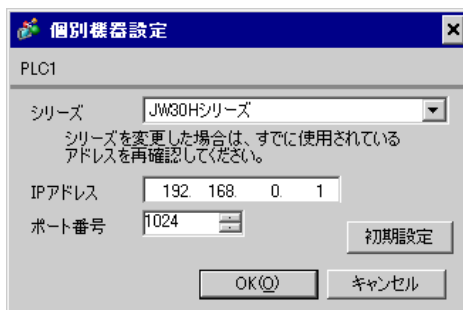 個別機器設定
PLC1
シリーズ
JW30Hシリーズ
シリーズを変更した場合は、すでに使用されている
アドレスを再確認してください。
IPアドレス
192. 168. 0. 1
ポート番号
1024
初期設定
OK(O)
キャンセル